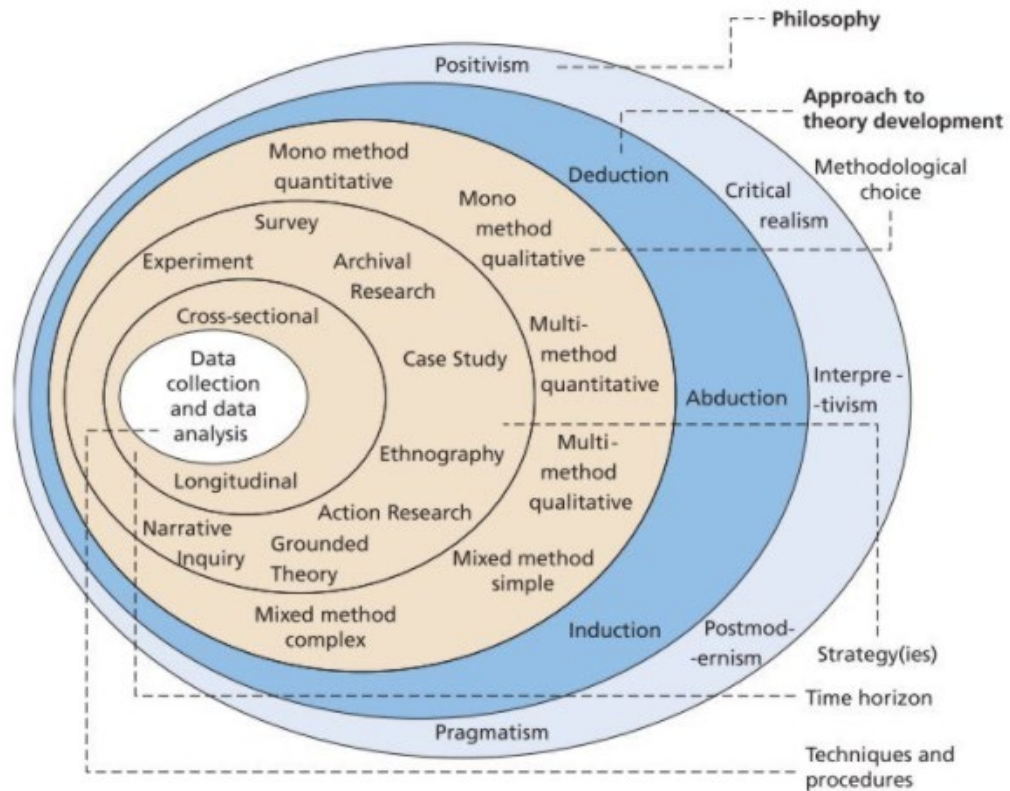 Philosophy
Positivism
Approach to
theory development
Mono method
quantitative
Deduction
Methodological
choice
Critical
realism
Mono
method
qualitative
Survey
Experiment
Archival
Research
Cross-sectional
Multi-
method
quantitative
Data
collection
and data
analysis
Case Study
Abduction
Interpre -
-tivism
Ethnography
Multi-
method
qualitative
Longitudinal
Action Research
Narrative
Inquiry
Grounded
Theory
Mixed method
simple
Mixed method
complex
Induction
Postmod-
-ernism
Strategy(ies)
Time horizon
Pragmatism
Techniques and
procedures